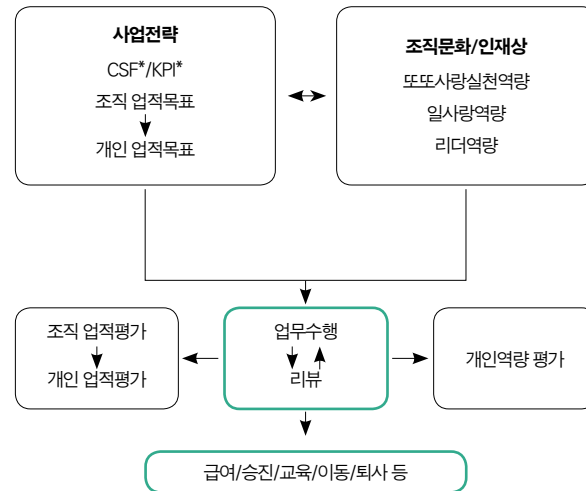 사업전략
CSF*/KPI*
조직 업적목표
개인 업적목표
조직문화/인재상
또또사랑실천역량
일사랑역량
리더역량
조직 업적평가
개인 업적평가
업무수행
리뷰
개인역량 평가
급여/승진/교육/이동/퇴사 등